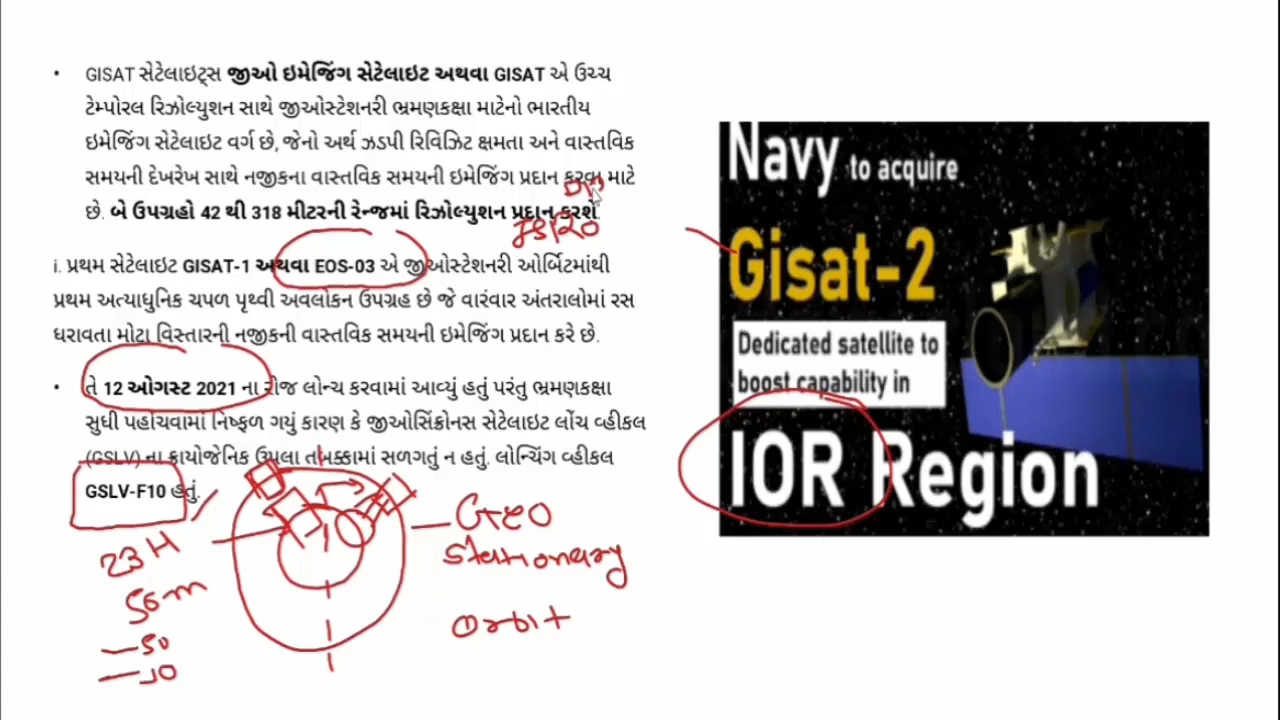 • GISAT સેટેલાઇટ્સ જીઓ ઇમેજિંગ સેટેલાઇટ અથવા GISAT એ ઉચ્ચ
ટેમ્પોરલ રિઝોલ્યુશન સાથે જીઓસ્ટેશનરી ભ્રમણકક્ષા માટેનો ભારતીય
ઇમેજિંગ સેટેલાઇટ વર્ગ છે, જેનો અર્થ ઝડપી રિવિઝિટ ક્ષમતા અને વાસ્તવિક
સમયની દેખરેખ સાથે નજીકના વાસ્તવિક સમયની ઇમેજિંગ પ્રદાન કરવા માટે
છે. બે ઉપગ્રહો 42 થી 318 મીટરની રેન્જમાં રિઝોલ્યુશન પ્રદાન કરશે.
i. પ્રથમ સેટેલાઇટ GISAT-1 અથવા EOS-03 એ જીઓસ્ટેશનરી ઓર્બિટમાંથી
પ્રથમ અત્યાધુનિક ચપળ પૃથ્વી અવલોકન ઉપગ્રહ છે જે વારંવાર અંતરાલોમાં રસ
ધરાવતા મોટા વિસ્તારની નજીકની વાસ્તવિક સમયની ઇમેજિંગ પ્રદાન કરે છે.
• તે 12 ઓગસ્ટ 2021 ના રોજ લોન્ચ કરવામાં આવ્યું હતું પરંતુ ભ્રમણકક્ષા
સુધી પહોંચવામાં નિષ્ફળ ગયું કારણ કે જીઓસિંક્રોનસ સેટેલાઇટ લોંચ વ્હીકલ
(GSLV) ના ક્રાયોજેનિક ઉપલા તબક્કામાં સળગતું ન હતું. લોન્ચિંગ વ્હીકલ
GSLV-F10 હતું.
23 H
56 m
Geo
Stationary
Orbit
Navy to acquire
Gisat-2
Dedicated satellite to
boost capability in
IOR Region